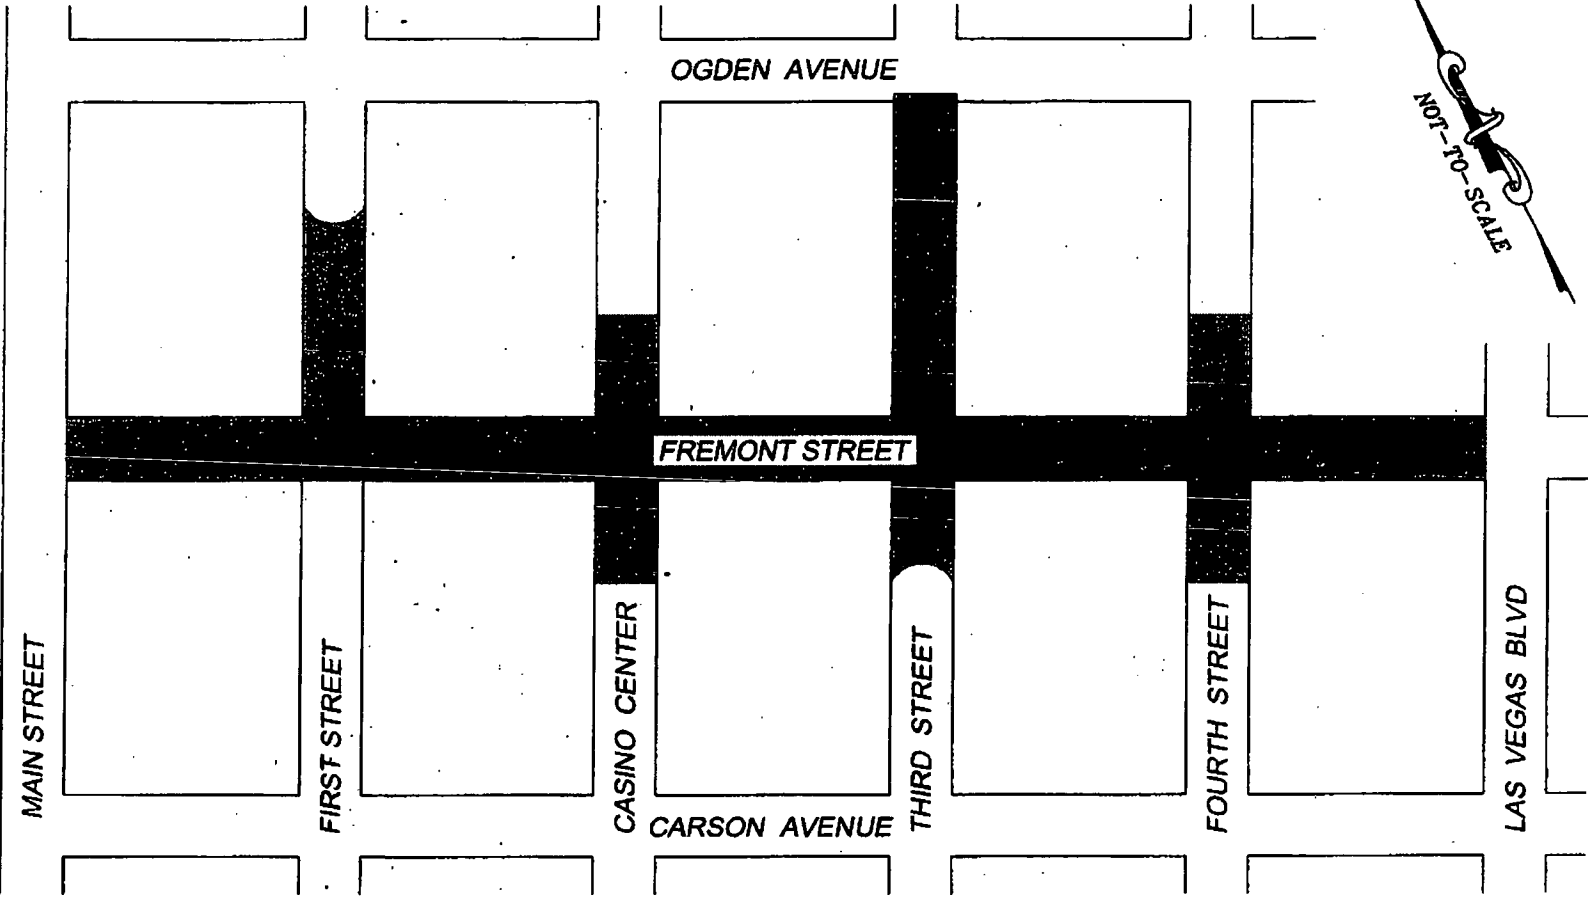 OGDEN AVENUE
NOT-TO-SCALE
FREMONT STREET
MAIN STREET
FIRST STREET
CASINO CENTER
THIRD STREET
FOURTH STREET
LAS VEGAS BLVD
CARSON AVENUE